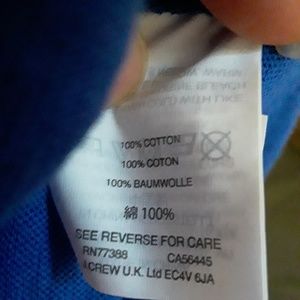 100% COTTON
100% COTON
100% BAUMWOLLE
綿 100%
SEE REVERSE FOR CARE
RN77388 CA56445
J.CREW U.K. Ltd EC4V 6JA